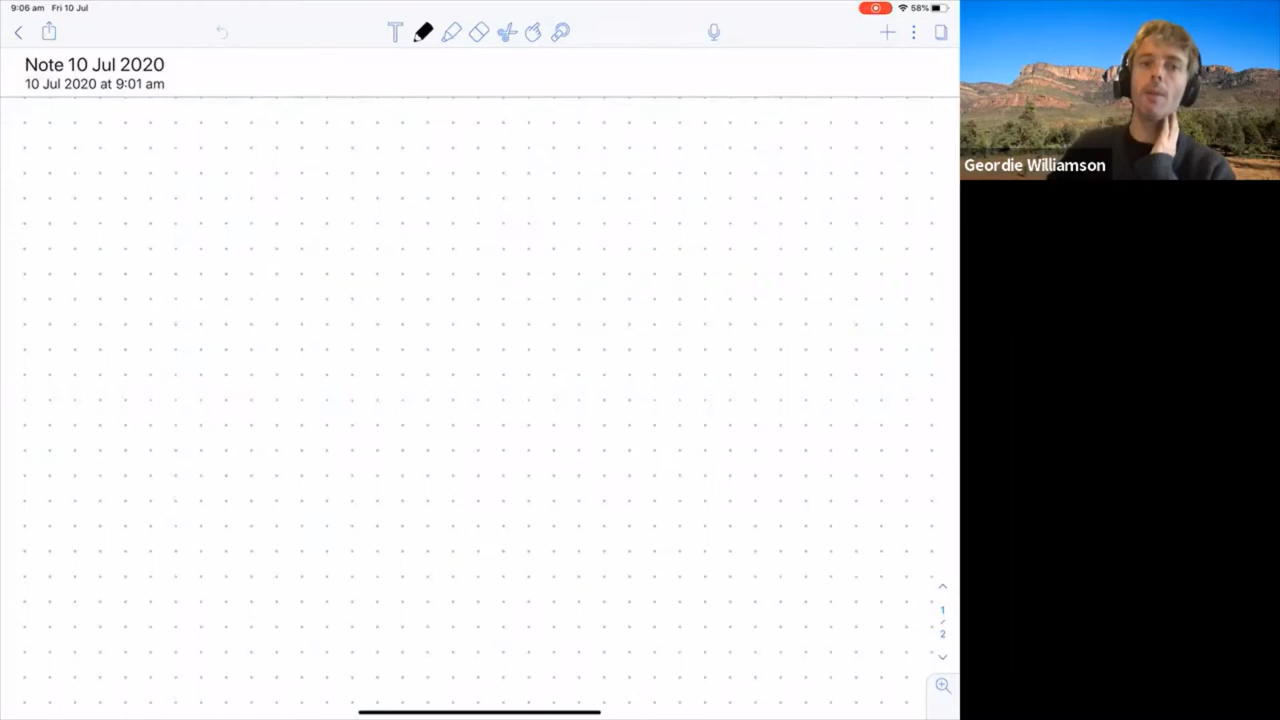 9:06 am Fri 10 Jul
58%
T
Note 10 Jul 2020
10 Jul 2020 at 9:01 am
Geordie Williamson
1
/
2